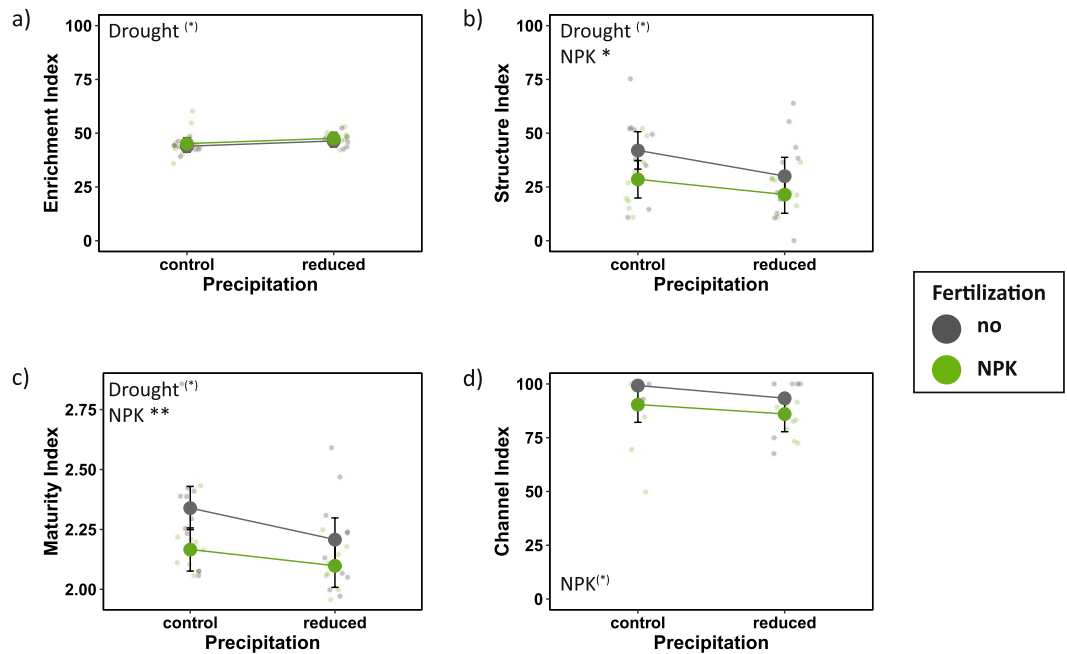 a)
Drought (*)
100
75
50
25
0
Enrichment Index
control
reduced
Precipitation
b)
Drought (*)
NPK *
100
75
50
25
0
Structure Index
control
reduced
Precipitation
Fertilization
no
NPK
c)
Drought (*)
NPK **
2.75
2.50
2.25
2.00
Maturity Index
control
reduced
Precipitation
d)
100
75
50
25
0
Channel Index
NPK(*)
control
reduced
Precipitation